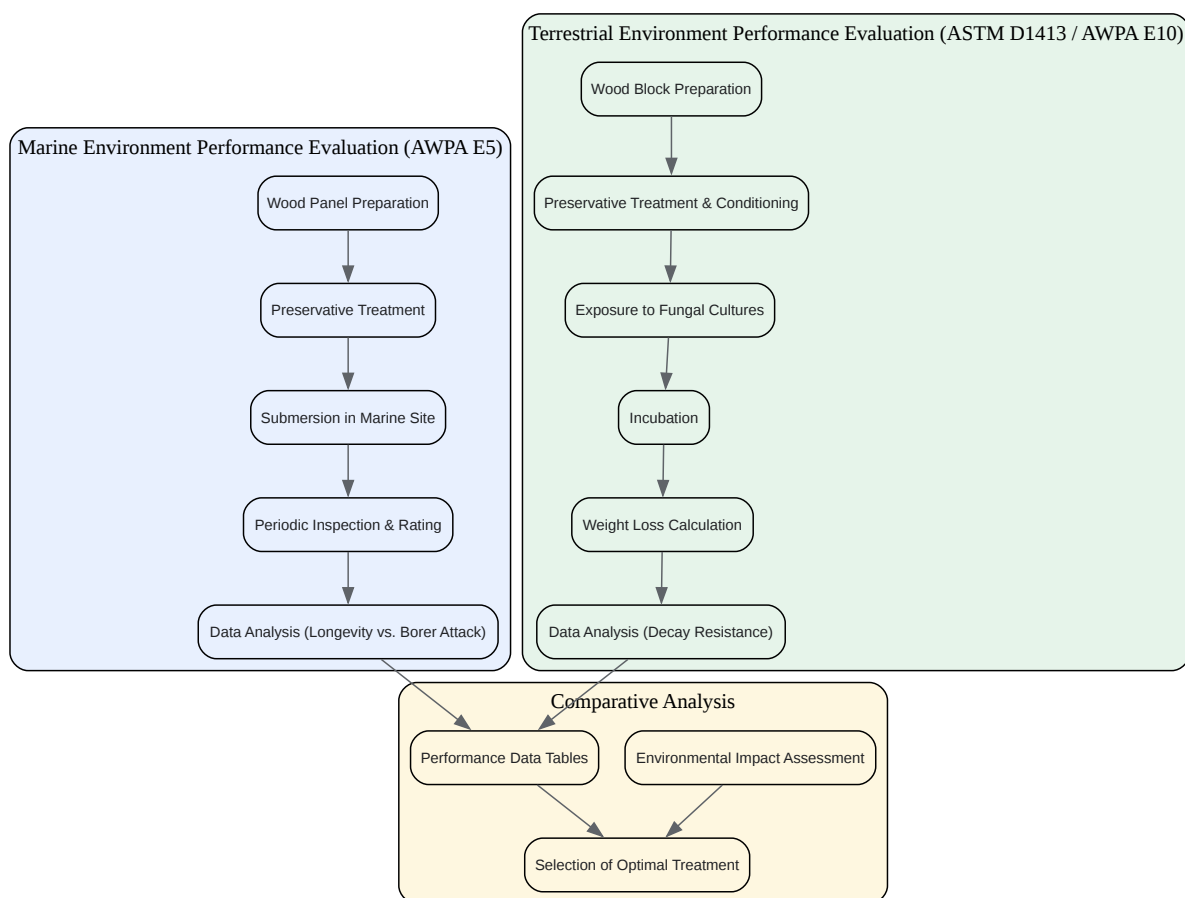 Terrestrial Environment Performance Evaluation (ASTM D1413 / AWPA E10)
Wood Block Preparation
Preservative Treatment & Conditioning
Exposure to Fungal Cultures
Incubation
Weight Loss Calculation
Data Analysis (Decay Resistance)
Marine Environment Performance Evaluation (AWPA E5)
Wood Panel Preparation
Preservative Treatment
Submersion in Marine Site
Periodic Inspection & Rating
Data Analysis (Longevity vs. Borer Attack)
Comparative Analysis
Performance Data Tables
Environmental Impact Assessment
Selection of Optimal Treatment